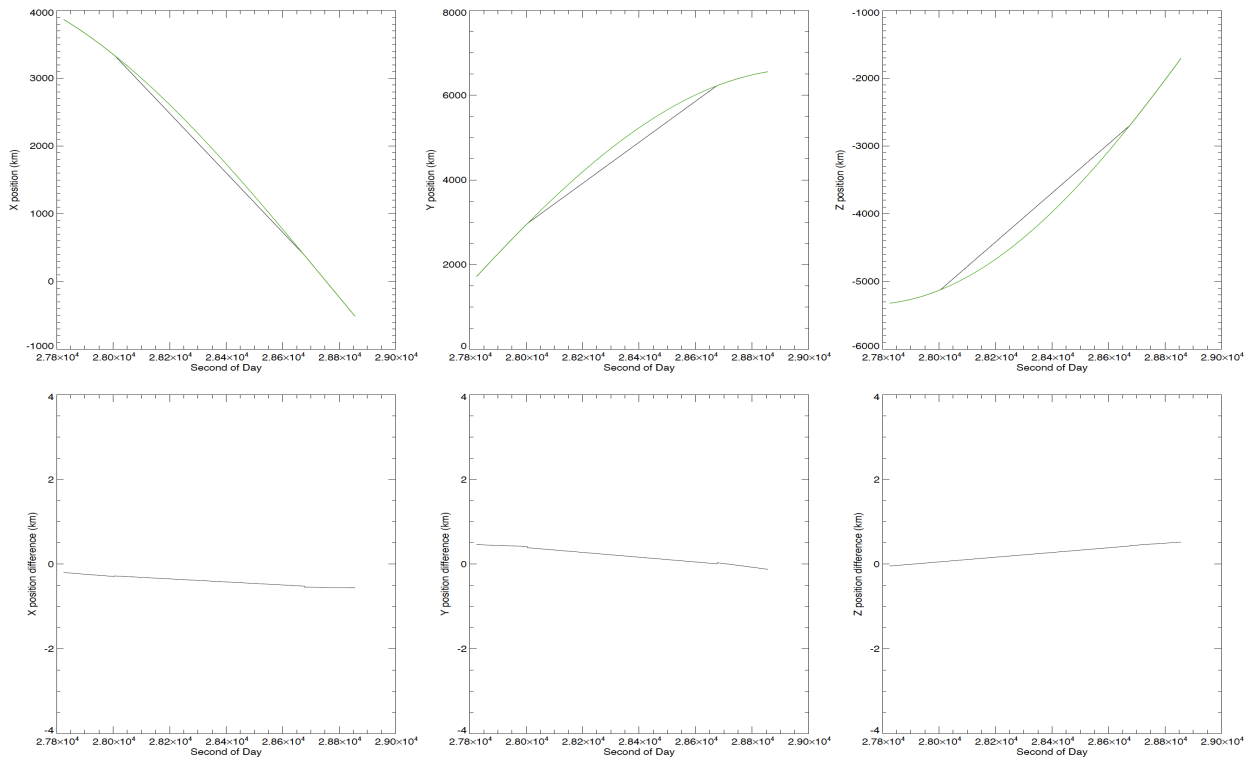 4000
3000
2000
1000
0
-1000
X position (km)
2.78×10⁴ 2.80×10⁴ 2.82×10⁴ 2.84×10⁴ 2.86×10⁴ 2.88×10⁴ 2.90×10⁴
Second of Day
8000
6000
4000
2000
0
Y position (km)
2.78×10⁴ 2.80×10⁴ 2.82×10⁴ 2.84×10⁴ 2.86×10⁴ 2.88×10⁴ 2.90×10⁴
Second of Day
-1000
-2000
-3000
-4000
-5000
-6000
Z position (km)
2.78×10⁴ 2.80×10⁴ 2.82×10⁴ 2.84×10⁴ 2.86×10⁴ 2.88×10⁴ 2.90×10⁴
Second of Day
4
2
0
-2
-4
X position difference (km)
2.78×10⁴ 2.80×10⁴ 2.82×10⁴ 2.84×10⁴ 2.86×10⁴ 2.88×10⁴ 2.90×10⁴
Second of Day
4
2
0
-2
-4
Y position difference (km)
2.78×10⁴ 2.80×10⁴ 2.82×10⁴ 2.84×10⁴ 2.86×10⁴ 2.88×10⁴ 2.90×10⁴
Second of Day
4
2
0
-2
-4
Z position difference (km)
2.78×10⁴ 2.80×10⁴ 2.82×10⁴ 2.84×10⁴ 2.86×10⁴ 2.88×10⁴ 2.90×10⁴
Second of Day